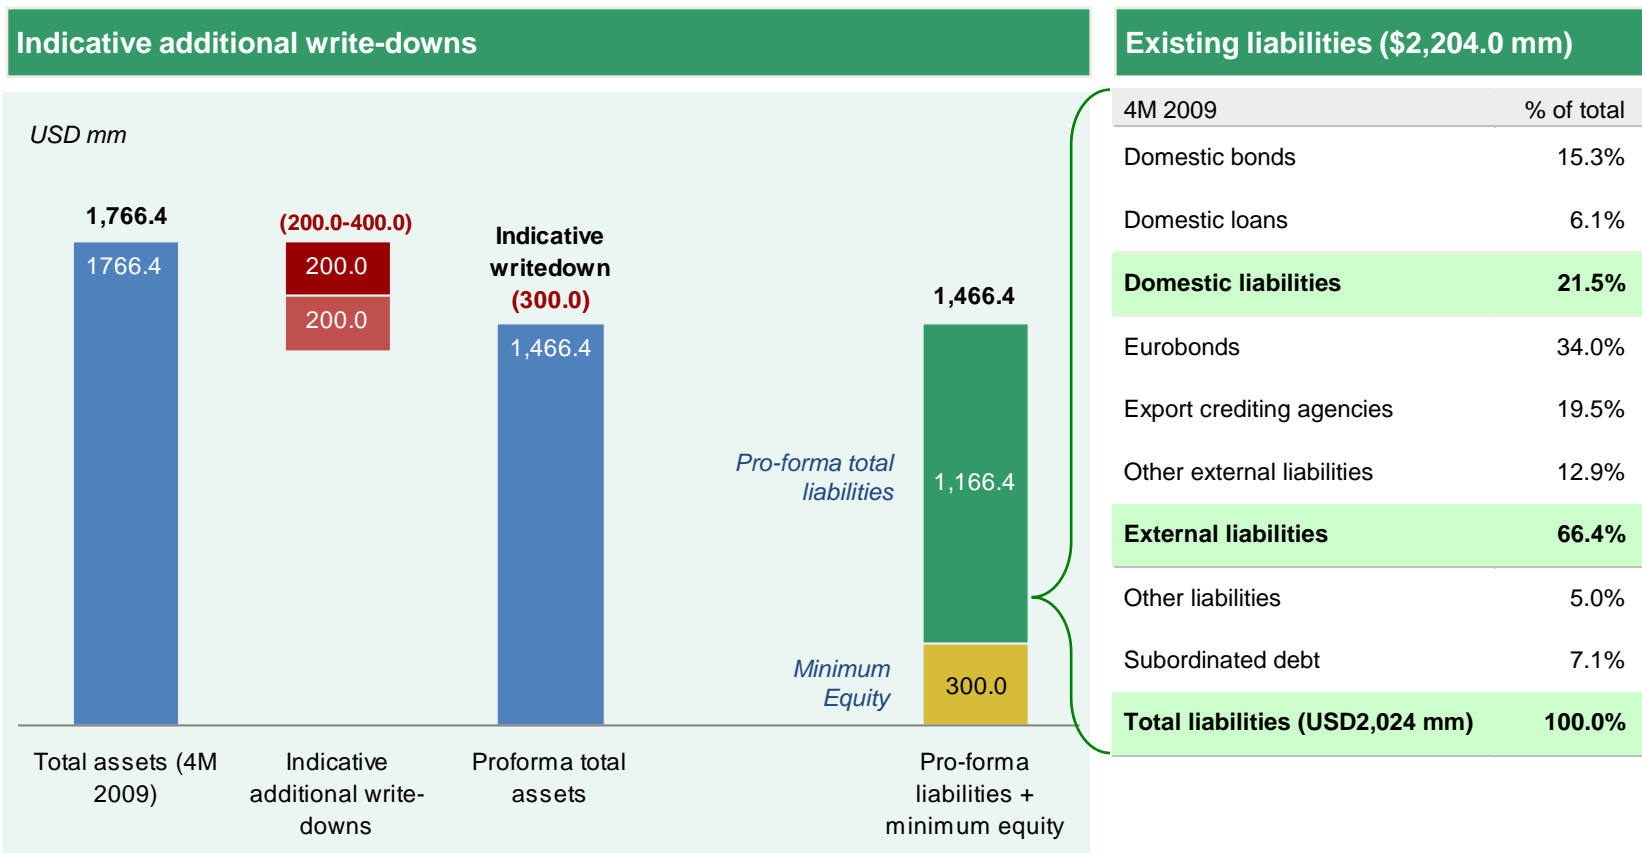 Indicative additional write-downs
USD mm
1,766.4
1766.4
(200.0-400.0)
200.0
200.0
Indicative
writedown
(300.0)
1,466.4
1,466.4
Pro-forma total
liabilities
1,166.4
Minimum
Equity
300.0
Total assets (4M
2009)
Indicative
additional write-
downs
Proforma total
assets
Pro-forma
liabilities +
minimum equity
Existing liabilities ($2,204.0 mm)
4M 2009 % of total
Domestic bonds 15.3%
Domestic loans 6.1%
Domestic liabilities 21.5%
Eurobonds 34.0%
Export crediting agencies 19.5%
Other external liabilities 12.9%
External liabilities 66.4%
Other liabilities 5.0%
Subordinated debt 7.1%
Total liabilities (USD2,024 mm) 100.0%